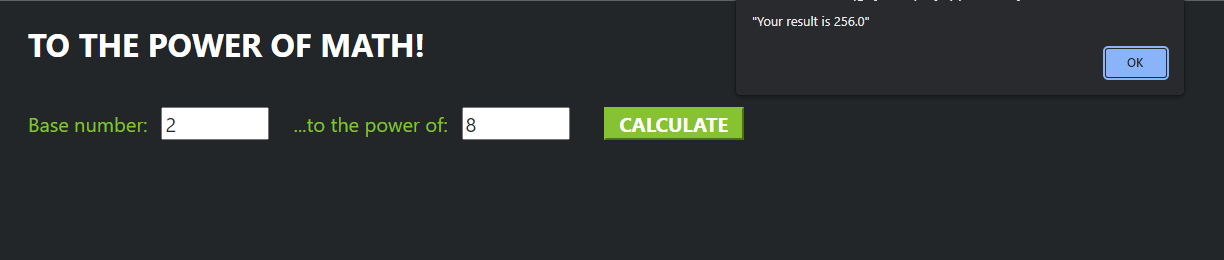 TO THE POWER OF MATH!
"Your result is 256.0"
OK
Base number: 2 ...to the power of: 8 CALCULATE